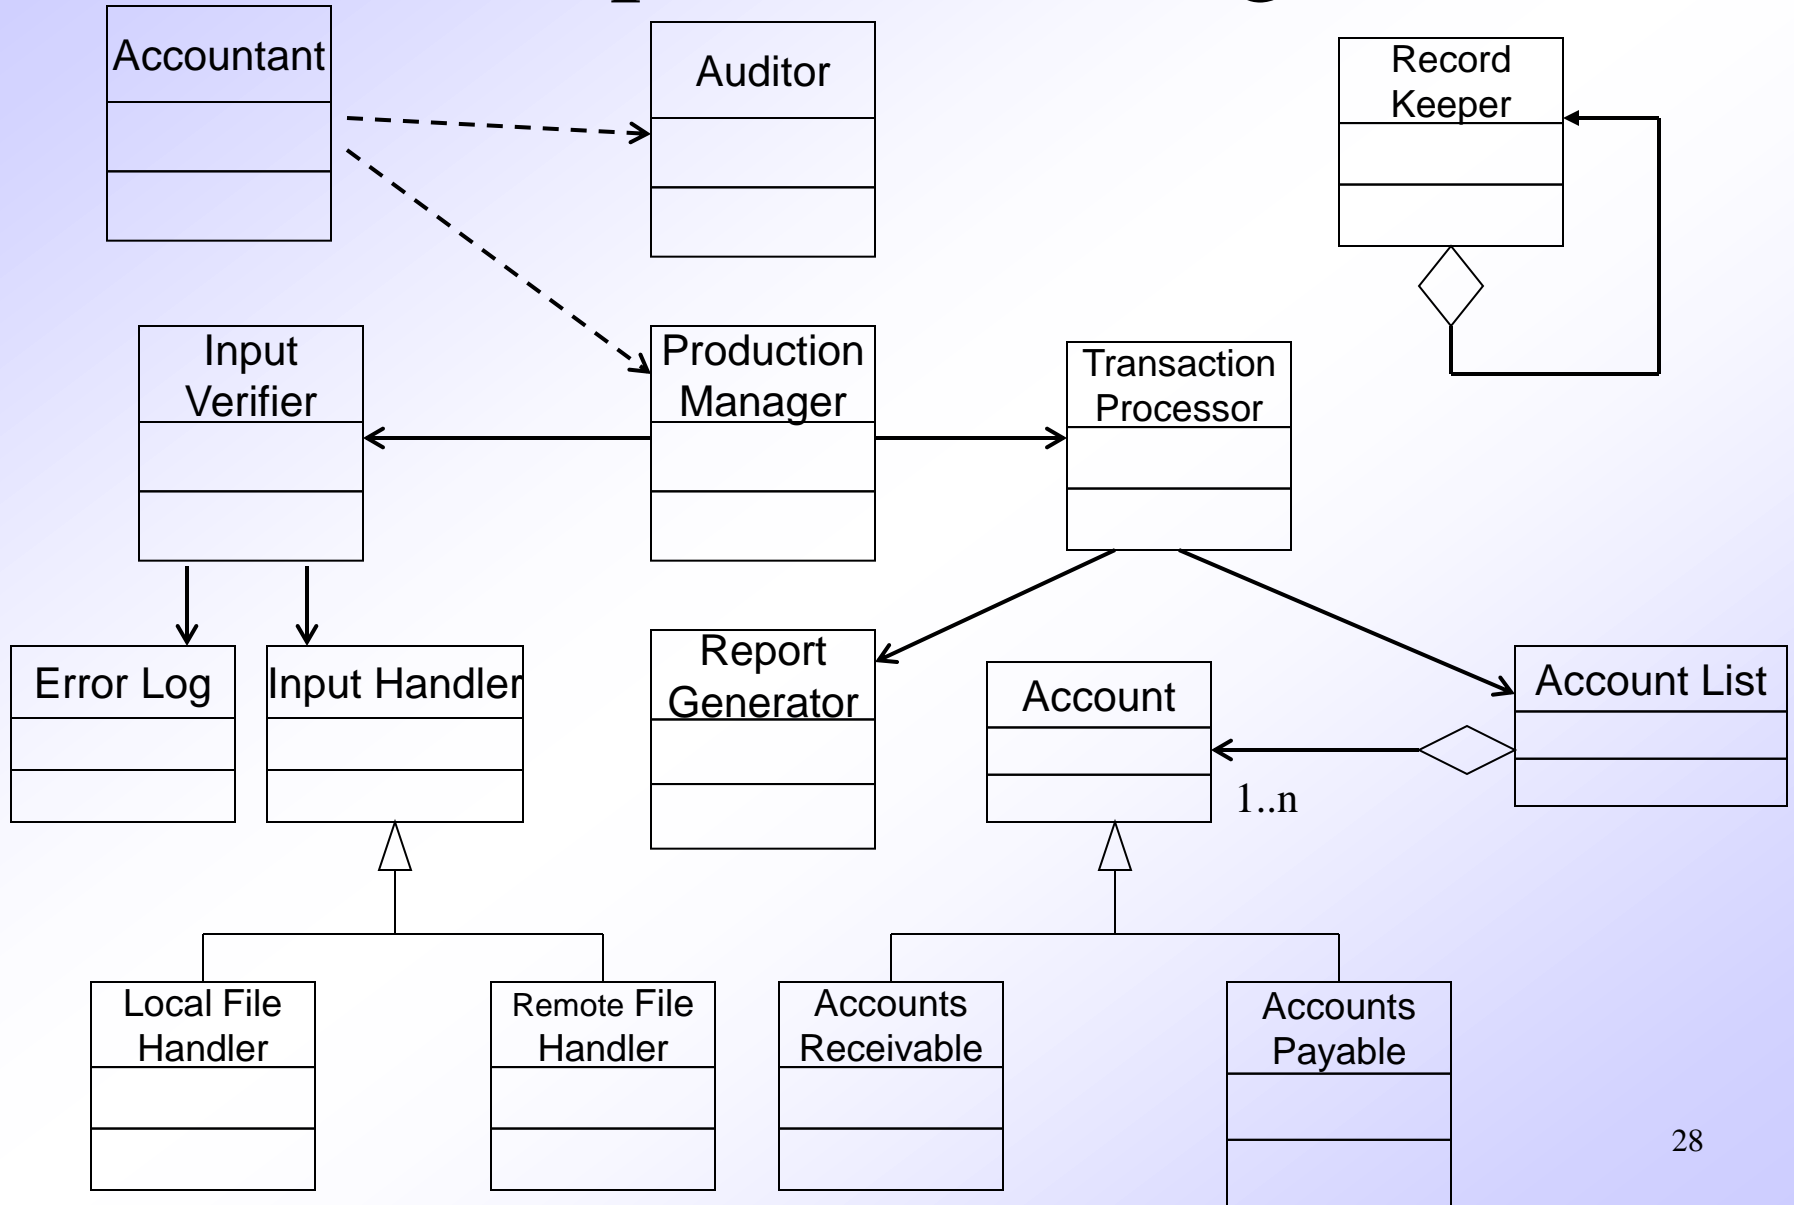 Accountant
Auditor
Record
Keeper
Input
Verifier
Production
Manager
Transaction
Processor
Error Log
Input Handler
Report
Generator
Account
Account List
1..n
Local File
Handler
Remote File
Handler
Accounts
Receivable
Accounts
Payable
28